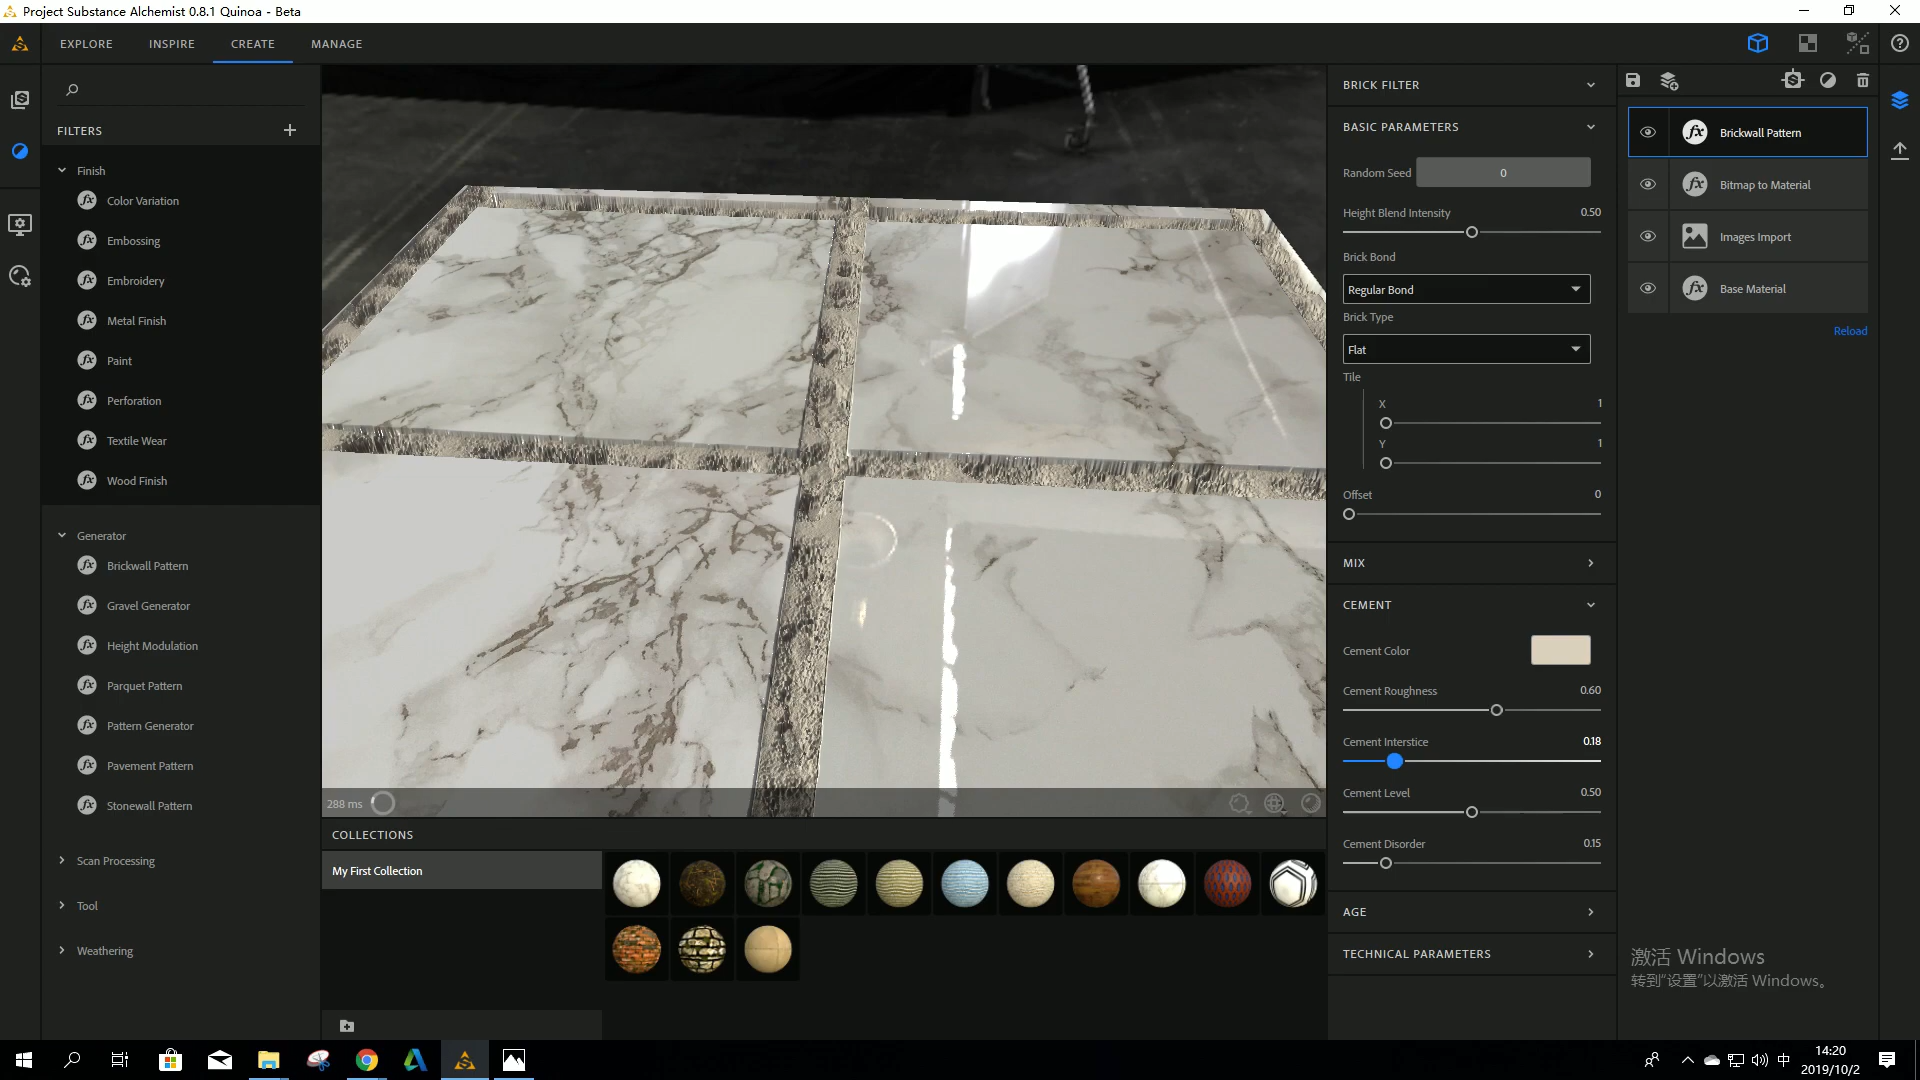 Project Substance Alchemist 0.8.1 Quinoa - Beta
EXPLORE
INSPIRE
CREATE
MANAGE
FILTERS
Finish
Color Variation
Embossing
Embroidery
Metal Finish
Paint
Perforation
Textile Wear
Wood Finish
Generator
Brickwall Pattern
Gravel Generator
Height Modulation
Parquet Pattern
Pattern Generator
Pavement Pattern
Stonewall Pattern
Scan Processing
Tool
Weathering
288 ms
COLLECTIONS
My First Collection
BRICK FILTER
BASIC PARAMETERS
Random Seed 0
Height Blend Intensity 0.50
Brick Bond
Regular Bond
Brick Type
Flat
Tile
X 1
Y 1
Offset 0
MIX
CEMENT
Cement Color
Cement Roughness 0.60
Cement Interstice 0.18
Cement Level 0.50
Cement Disorder 0.15
AGE
TECHNICAL PARAMETERS
Brickwall Pattern
Bitmap to Material
Images Import
Base Material
Reload
激活 Windows
转到"设置"以激活 Windows。
中
14:20
2019/10/2